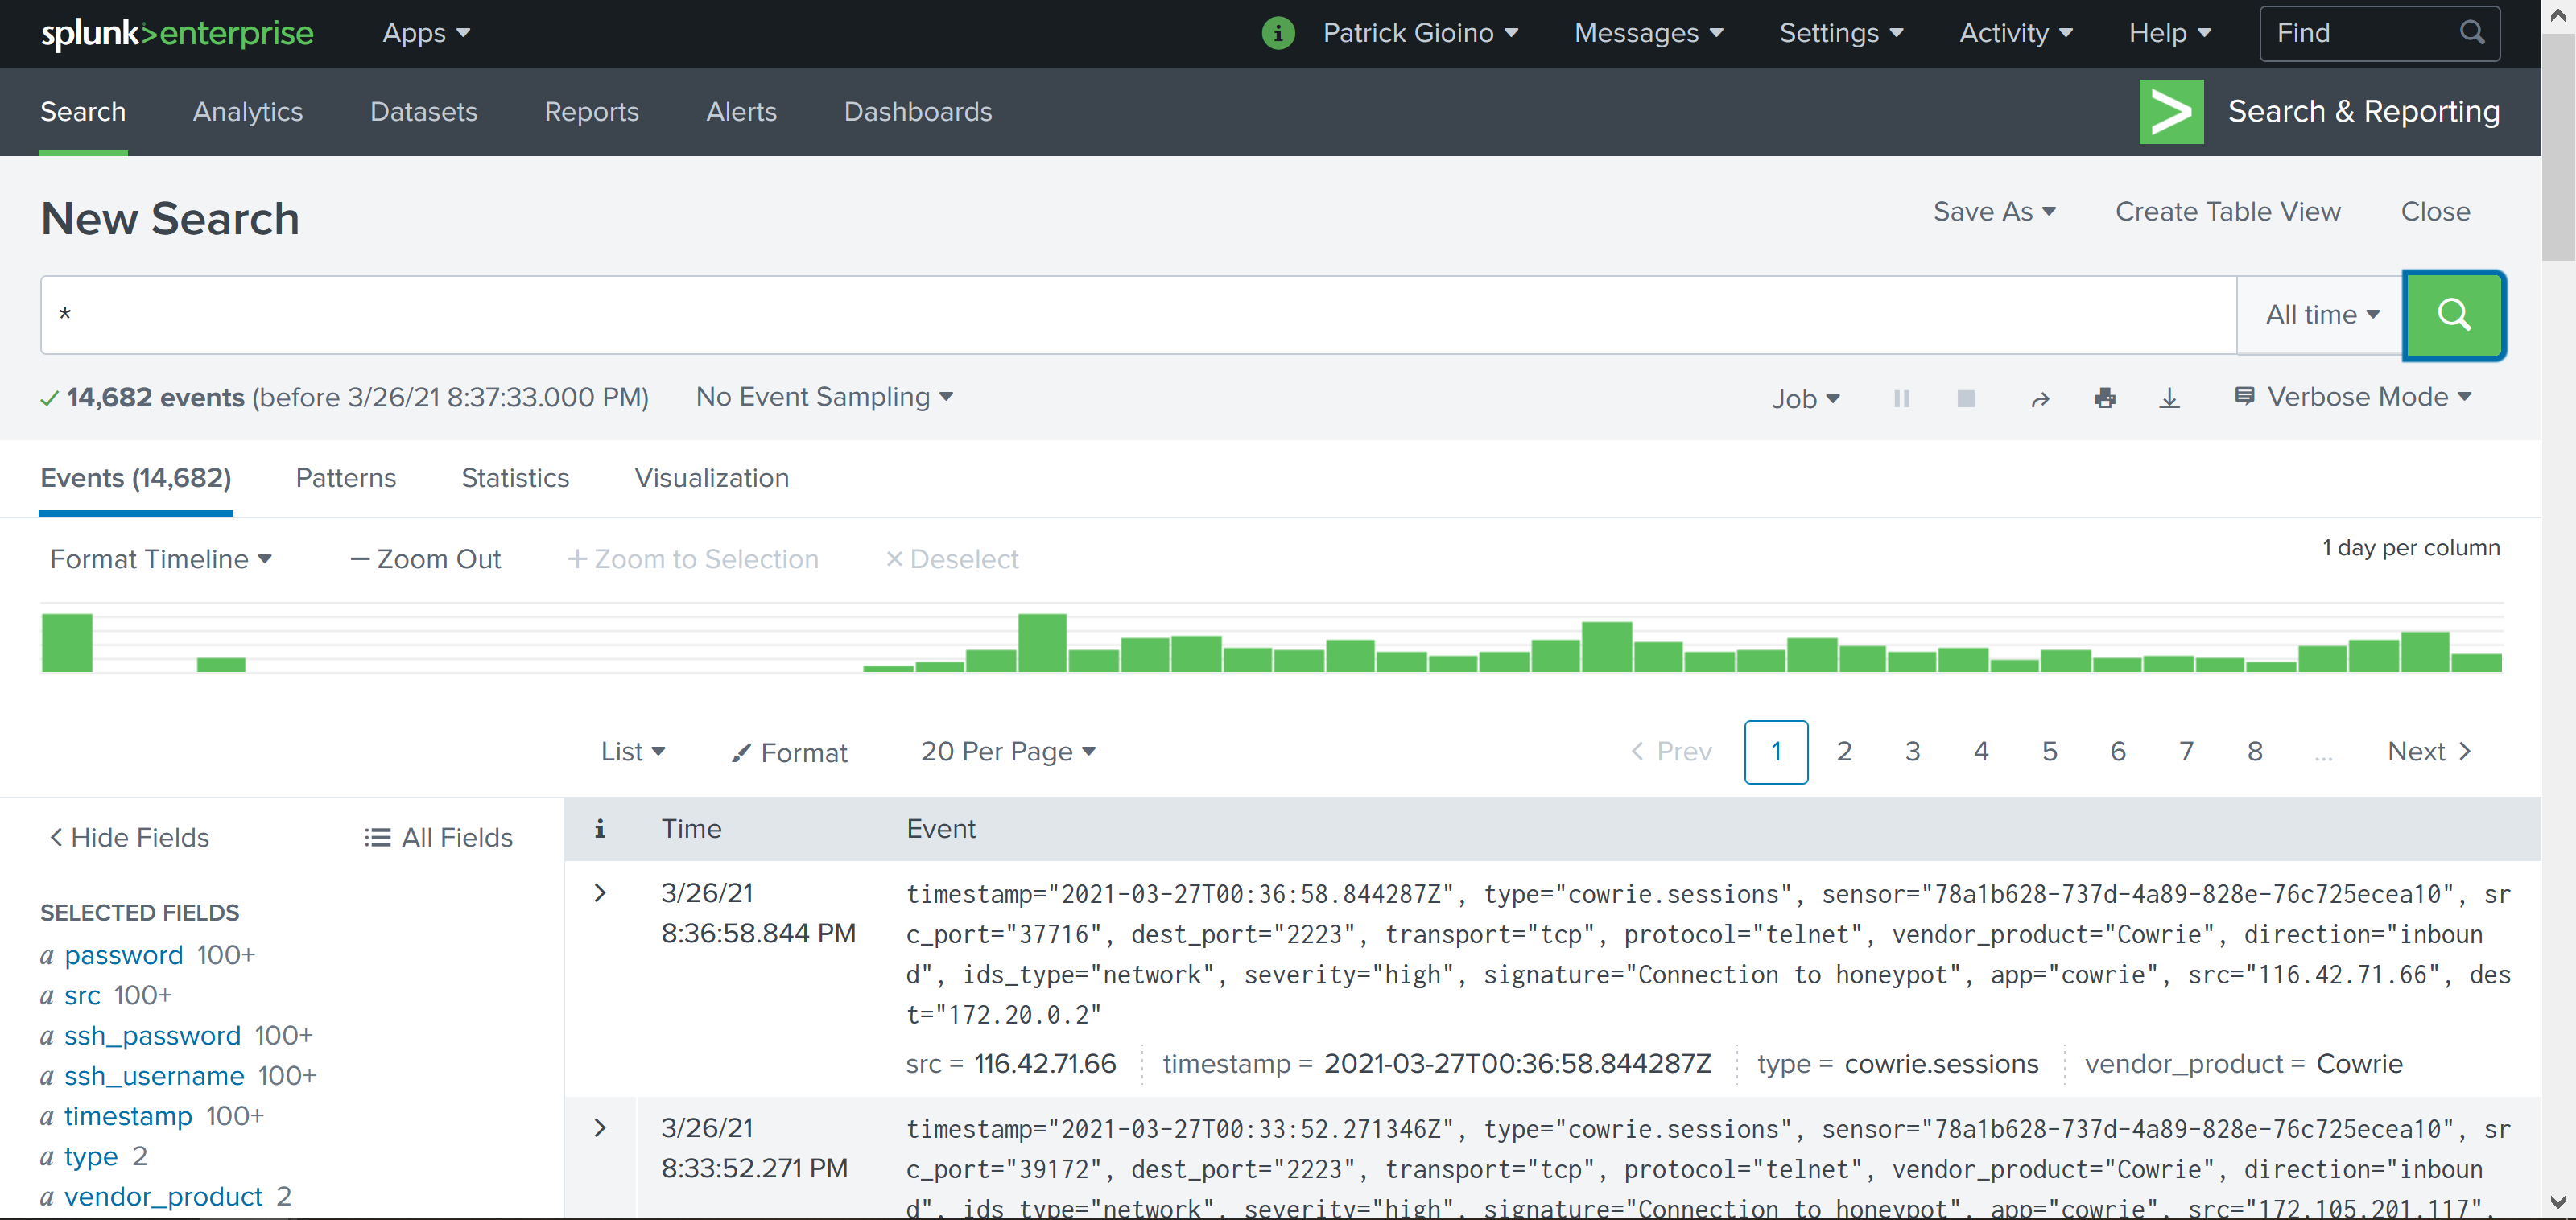 splunk>enterprise Apps Patrick Gioino Messages Settings Activity Help Find
Search Analytics Datasets Reports Alerts Dashboards Search & Reporting
New Search
Save As Create Table View Close
*
All time
14,682 events (before 3/26/21 8:37:33.000 PM) No Event Sampling Job Verbose Mode
Events (14,682) Patterns Statistics Visualization
Format Timeline — Zoom Out + Zoom to Selection × Deselect
1 day per column
List Format 20 Per Page < Prev 1 2 3 4 5 6 7 8 ... Next >
< Hide Fields All Fields
i Time Event
SELECTED FIELDS
a password 100+
a src 100+
a ssh_password 100+
a ssh_username 100+
a timestamp 100+
a type 2
a vendor_product 2
> 3/26/21
8:36:58.844 PM
timestamp="2021-03-27T00:36:58.844287Z", type="cowrie.sessions", sensor="78a1b628-737d-4a89-828e-76c725ecea10", sr
c_port="37716", dest_port="2223", transport="tcp", protocol="telnet", vendor_product="Cowrie", direction="inboun
d", ids_type="network", severity="high", signature="Connection to honeypot", app="cowrie", src="116.42.71.66", des
t="172.20.0.2"
src = 116.42.71.66 timestamp = 2021-03-27T00:36:58.844287Z type = cowrie.sessions vendor_product = Cowrie
> 3/26/21
8:33:52.271 PM
timestamp="2021-03-27T00:33:52.271346Z", type="cowrie.sessions", sensor="78a1b628-737d-4a89-828e-76c725ecea10", sr
c_port="39172", dest_port="2223", transport="tcp", protocol="telnet", vendor_product="Cowrie", direction="inboun
d", ids_type="network", severity="high", signature="Connection to honeypot", app="cowrie", src="172.105.201.117",